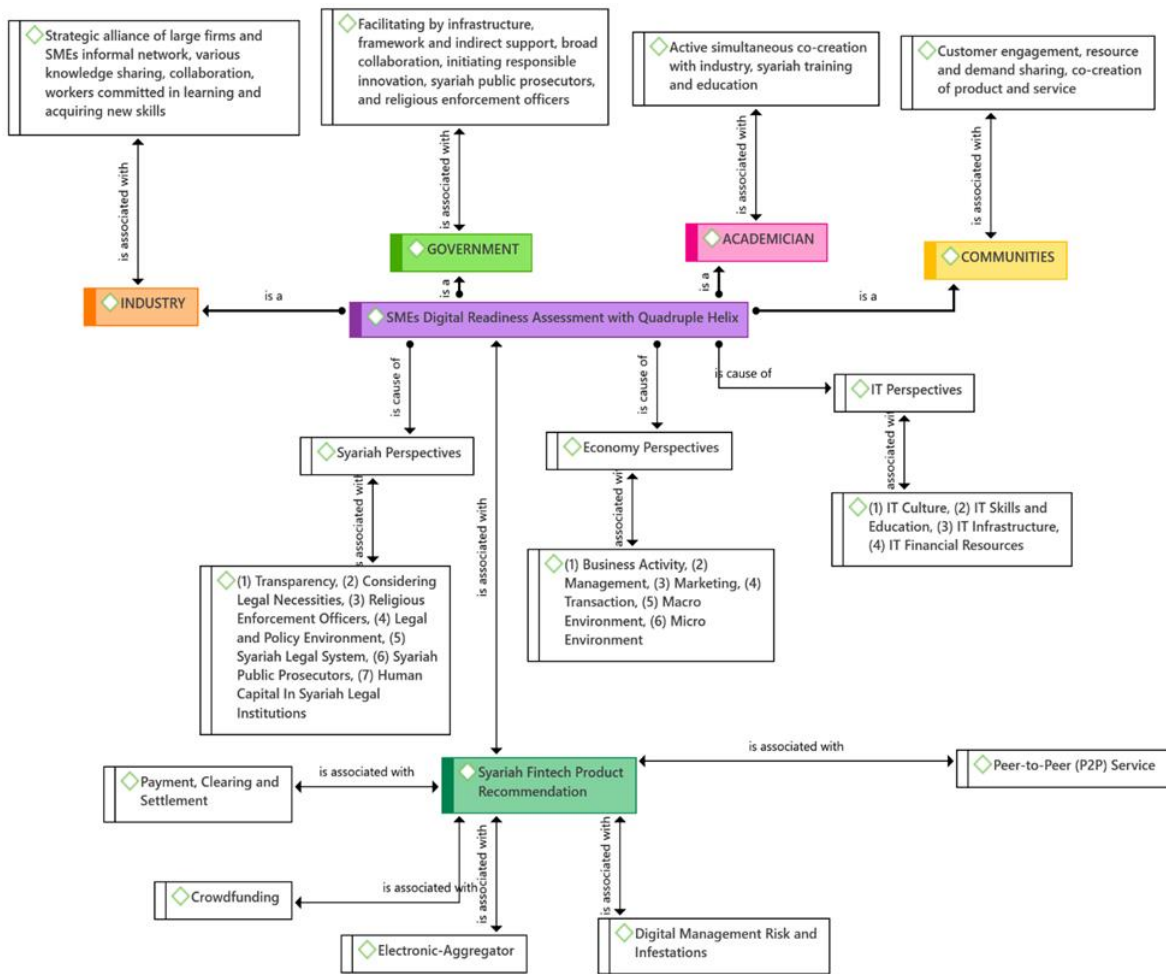 Strategic alliance of large firms and
SMEs informal network, various
knowledge sharing, collaboration,
workers committed in learning and
acquiring new skills
Facilitating by infrastructure,
framework and indirect support, broad
collaboration, initiating responsible
innovation, syariah public prosecutors,
and religious enforcement officers
Active simultaneous co-creation
with industry, syariah training
and education
Customer engagement, resource
and demand sharing, co-creation
of product and service
is associated with
is associated with
is associated with
is associated with
INDUSTRY
GOVERNMENT
ACADEMICIAN
COMMUNITIES
is a
is a
is a
is a
SMEs Digital Readiness Assessment with Quadruple Helix
is cause of
is cause of
is cause of
IT Perspectives
Syariah Perspectives
Economy Perspectives
is associated with
associated wit
associated with
is associated with
(1) IT Culture, (2) IT Skills and
Education, (3) IT Infrastructure,
(4) IT Financial Resources
(1) Transparency, (2) Considering
Legal Necessities, (3) Religious
Enforcement Officers, (4) Legal
and Policy Environment, (5)
Syariah Legal System, (6) Syariah
Public Prosecutors, (7) Human
Capital In Syariah Legal
Institutions
(1) Business Activity, (2)
Management, (3) Marketing, (4)
Transaction, (5) Macro
Environment, (6) Micro
Environment
Payment, Clearing and
Settlement
is associated with
Syariah Fintech Product
Recommendation
is associated with
Peer-to-Peer (P2P) Service
Crowdfunding
is associated with
is associated with
is associated with
Electronic-Aggregator
Digital Management Risk and
Infestations